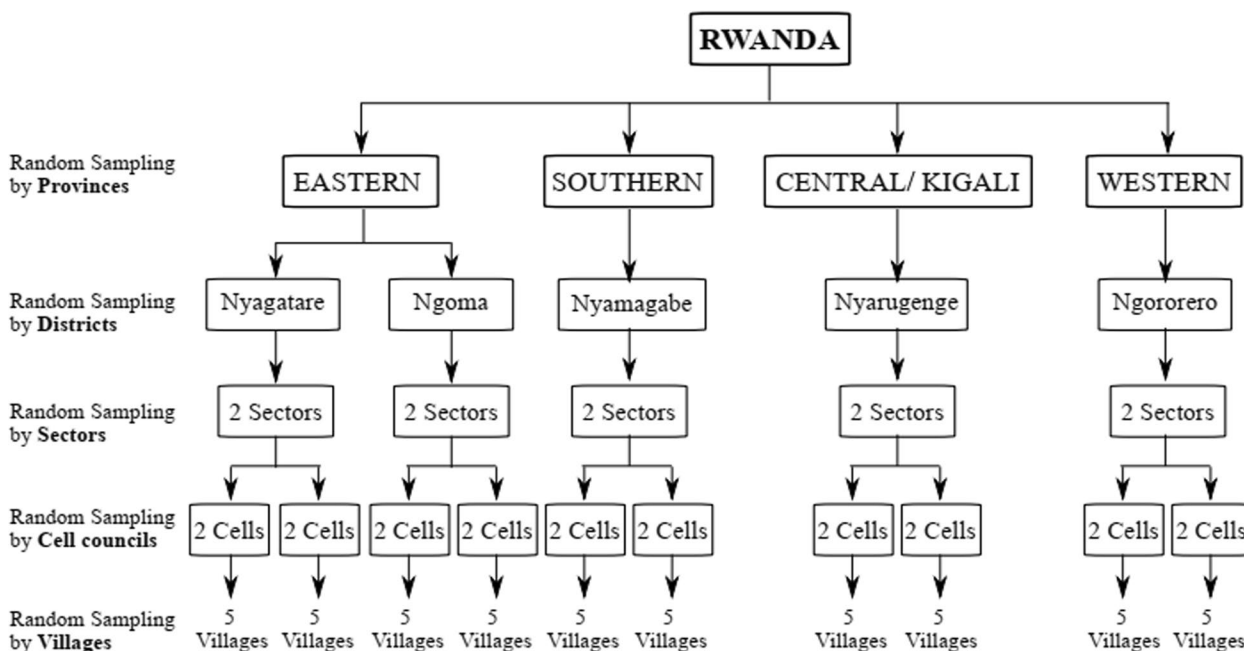 RWANDA
Random Sampling
by Provinces
EASTERN
SOUTHERN
CENTRAL/ KIGALI
WESTERN
Random Sampling
by Districts
Nyagatare
Ngoma
Nyamagabe
Nyarugenge
Ngororero
Random Sampling
by Sectors
2 Sectors
2 Sectors
2 Sectors
2 Sectors
2 Sectors
Random Sampling
by Cell councils
2 Cells
2 Cells
2 Cells
2 Cells
2 Cells
2 Cells
2 Cells
2 Cells
2 Cells
2 Cells
Random Sampling
by Villages
5
Villages
5
Villages
5
Villages
5
Villages
5
Villages
5
Villages
5
Villages
5
Villages
5
Villages
5
Villages